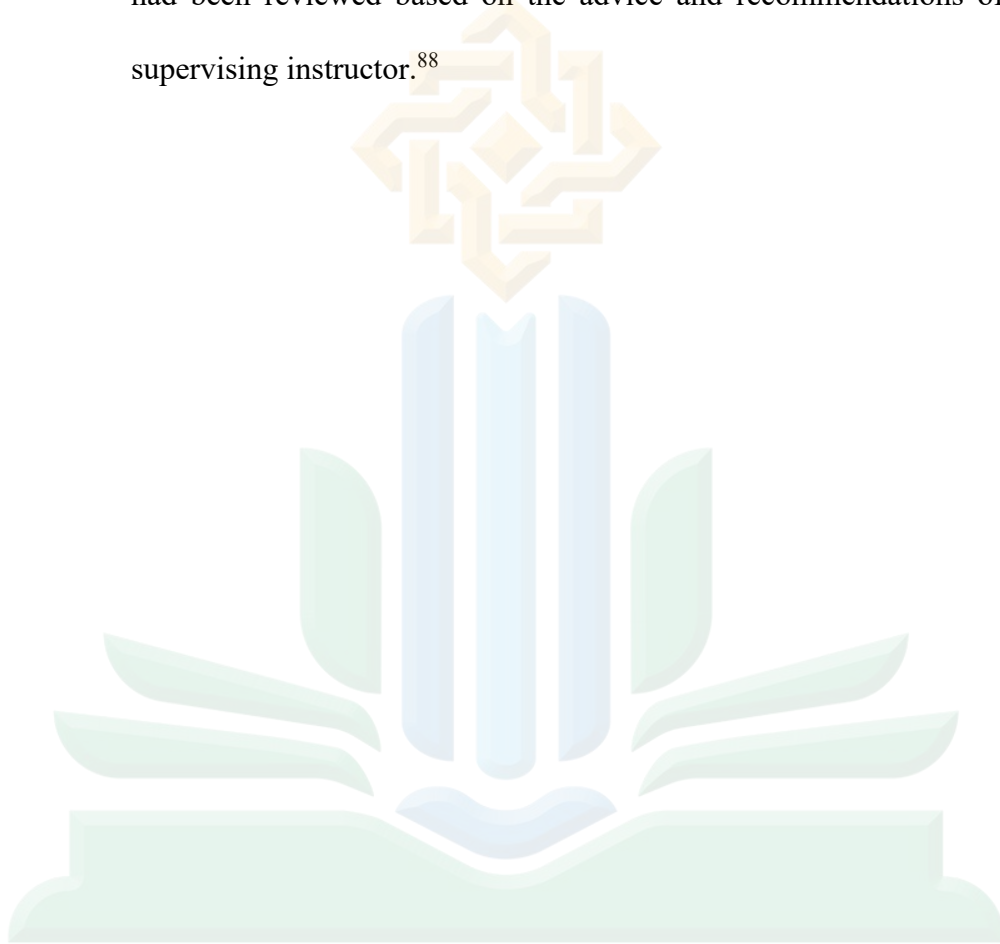 had been reviewed based on the advice and recommendations of
supervising instructor.88